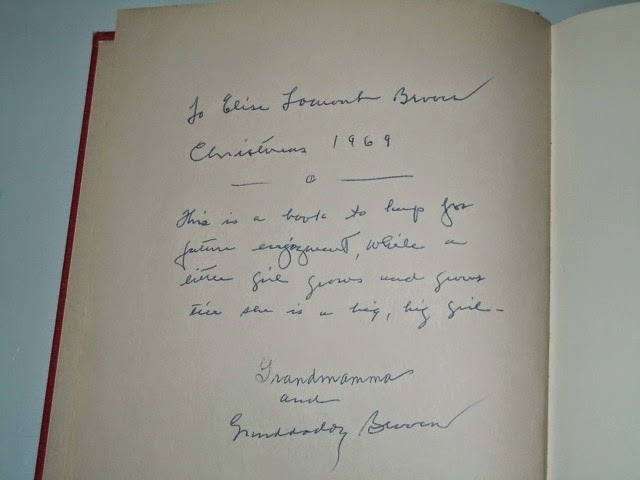 To Elise Lamont Brown
Christmas 1969
This is a book to keep for
future enjoyment, while a
little girl grows and grows
till she is a big, big girl-
Grandmamma
and
Granddaddy Brown